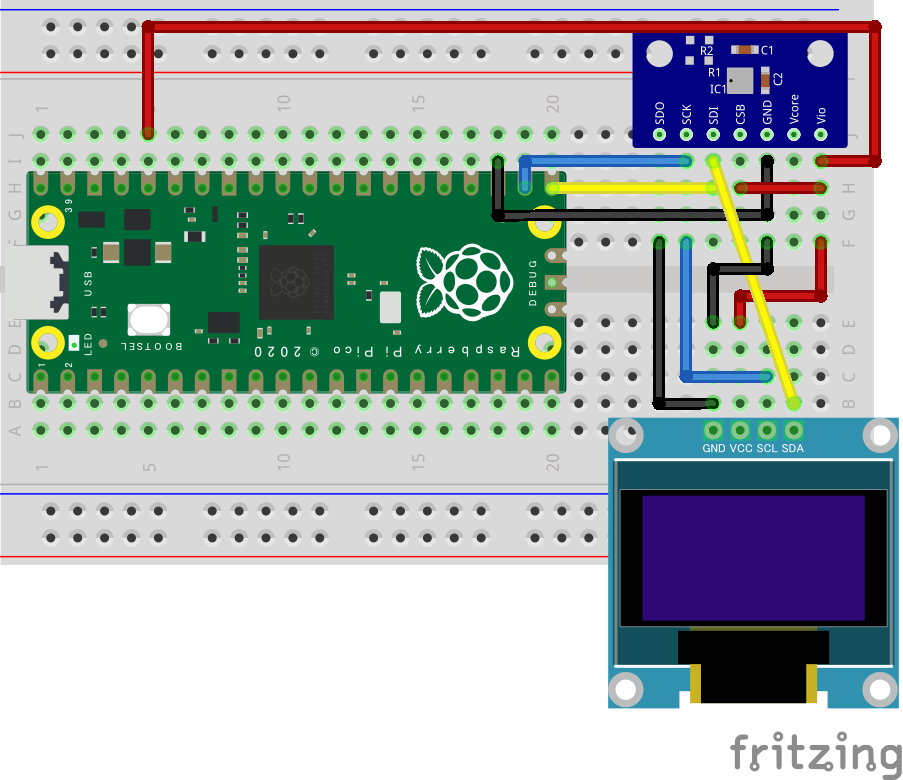 R2
C1
R1
C2
IC1
SDO
SCK
SDI
CSB
GND
Vcore
Vio
1
10
15
20
J
J
I
H
H
G
G
F
F
39
USB
DEBUG
BOOTSEL
LED
Raspberry Pi Pico © 2020
1
2
E
E
D
D
C
C
B
B
A
1
5
10
15
20
GND VCC SCL SDA
fritzing